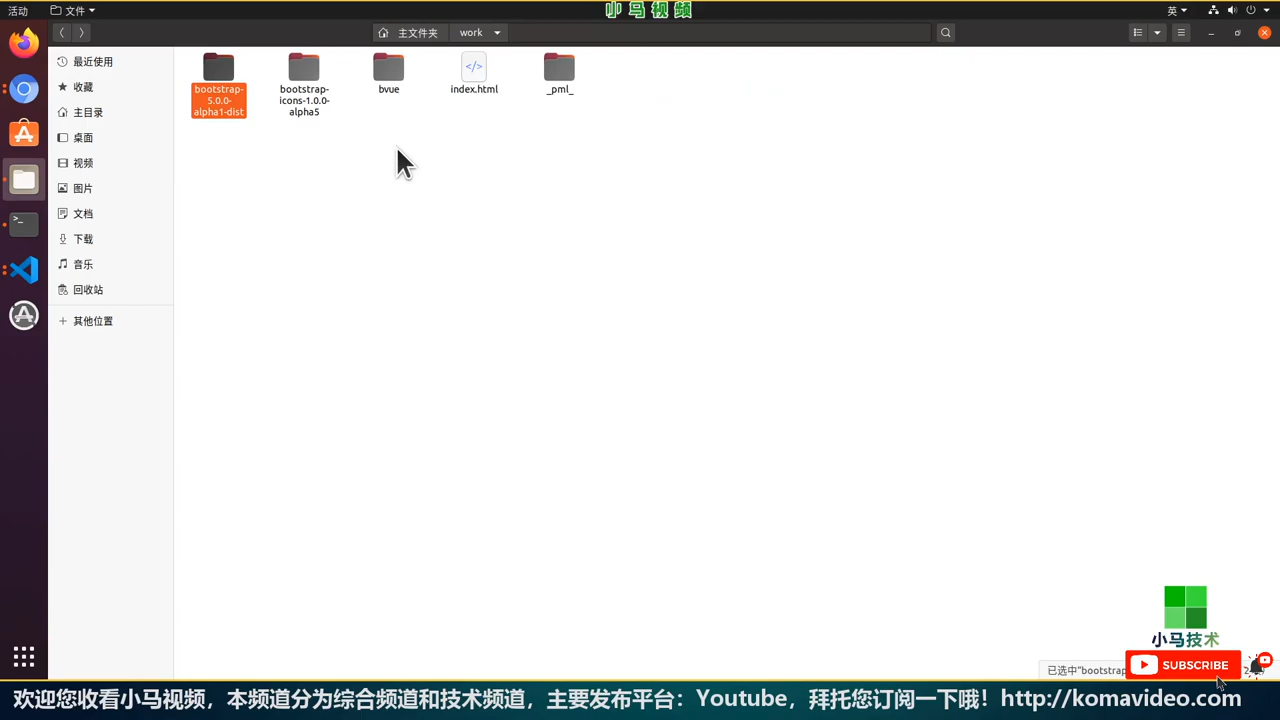 活动
文件
小马视频
英
主文件夹
work
最近使用
收藏
主目录
桌面
视频
图片
文档
下载
音乐
回收站
其他位置
bootstrap-
5.0.0-
alpha1-dist
bootstrap-
icons-1.0.0-
alpha5
bvue
index.html
_pml_
小马技术
已选中"bootstrap
SUBSCRIBE
欢迎您收看小马视频，本频道分为综合频道和技术频道，主要发布平台：Youtube，拜托您订阅一下哦！http://komavideo.com